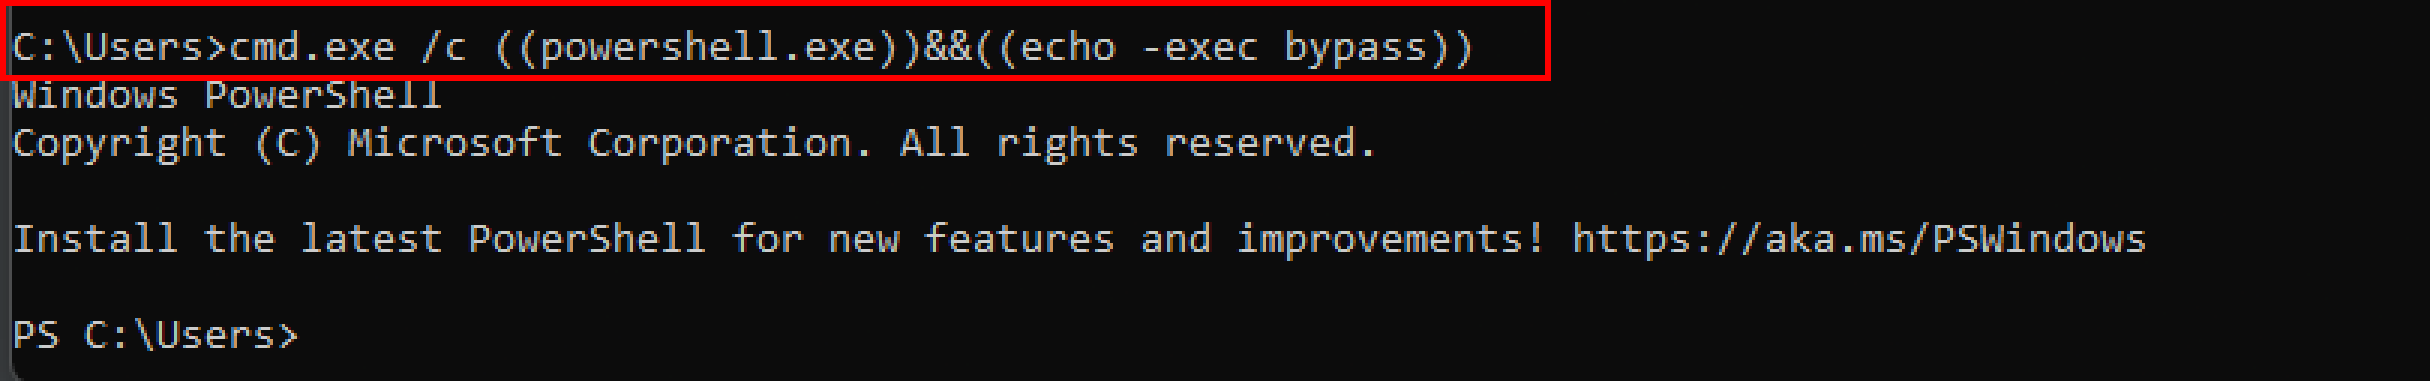 C:\Users>cmd.exe /c ((powershell.exe))&&((echo -exec bypass))
Windows PowerShell
Copyright (C) Microsoft Corporation. All rights reserved.
Install the latest PowerShell for new features and improvements! https://aka.ms/PSWindows
PS C:\Users>